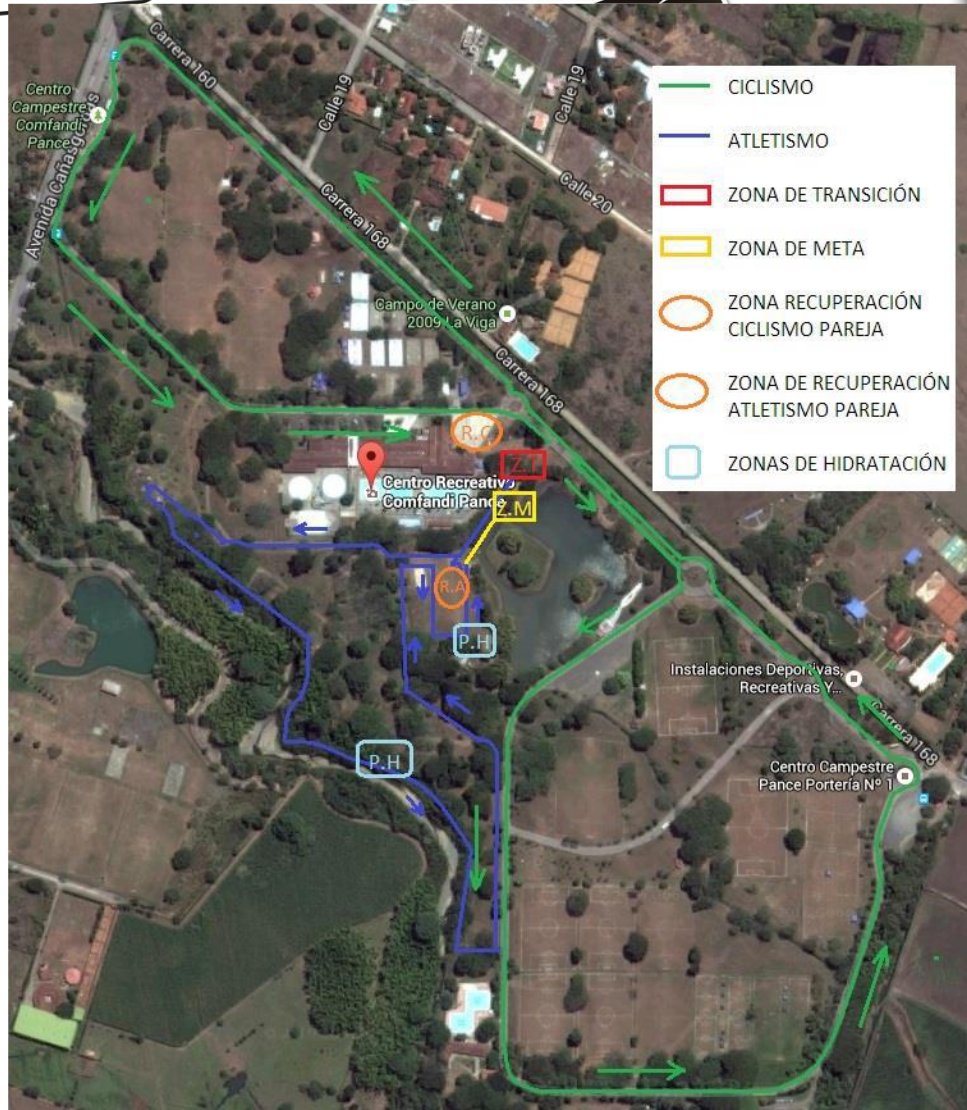 Carrera 160
Calle 19
Calle 19
Centro
Campestre
Comfandi
Pance
Avenida Cañasgordas
Calle 20
Carrera 168
Campo de Verano
2009 La Viga
Carrera 168
CICLISMO
ATLETISMO
ZONA DE TRANSICIÓN
ZONA DE META
ZONA RECUPERACIÓN
CICLISMO PAREJA
ZONA DE RECUPERACIÓN
ATLETISMO PAREJA
ZONAS DE HIDRATACIÓN
R.C
Z.T
Centro Recreativo
Comfandi Pance
Z.M
R.A
P.H
Instalaciones Deportivas,
Recreativas Y...
Carrera 168
P.H
Centro Campestre
Pance Portería Nº 1